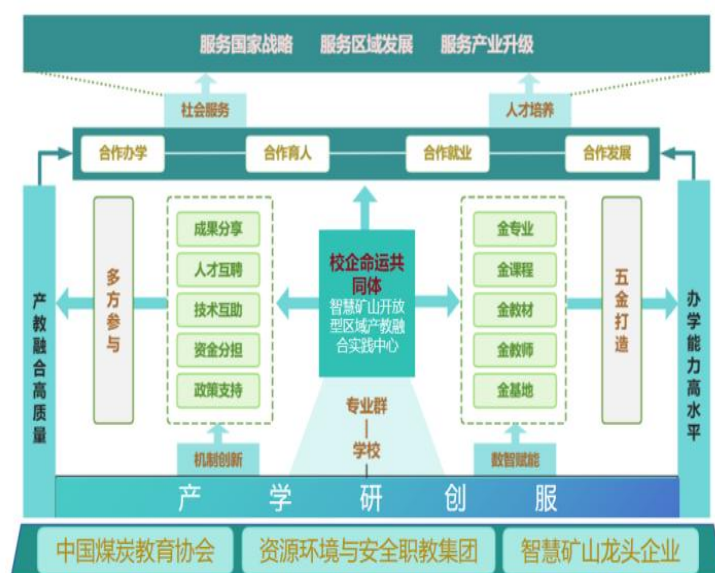 服务国家战略 服务区域发展 服务产业升级
社会服务 人才培养
合作办学 合作育人 合作就业 合作发展
产教融合高质量
多方参与
成果分享
人才互聘
技术互助
资金分担
政策支持
机制创新
校企命运共
同体
智慧矿山开放
型区域产教融
合实践中心
专业群
学校
金专业
金课程
金教材
金教师
金基地
数智赋能
五金打造
办学能力高水平
产 学 研 创 服
中国煤炭教育协会 资源环境与安全职教集团 智慧矿山龙头企业